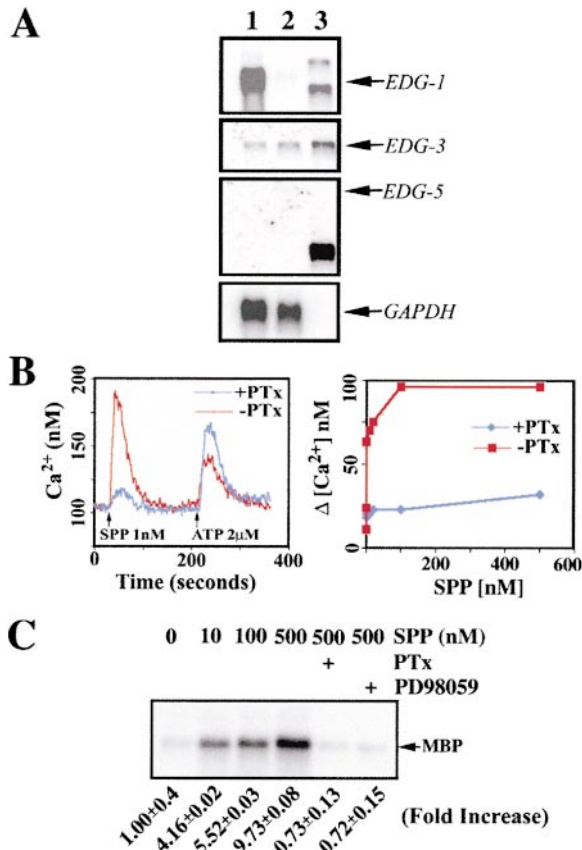 A
1 2 3
EDG-1
EDG-3
EDG-5
GAPDH
B
Ca2+ (nM)
200
150
100
+PTx
-PTx
SPP 1nM
ATP 2μM
0
200
400
Time (seconds)
Δ [Ca2+] nM
100
50
0
+PTx
-PTx
0
200
400
600
SPP [nM]
C
0 10 100 500 500 500 SPP (nM)
+ PTx
+ PD98059
MBP
1.00±0.4
4.16±0.02
5.52±0.03
9.73±0.08
0.73±0.13
0.72±0.15
(Fold Increase)